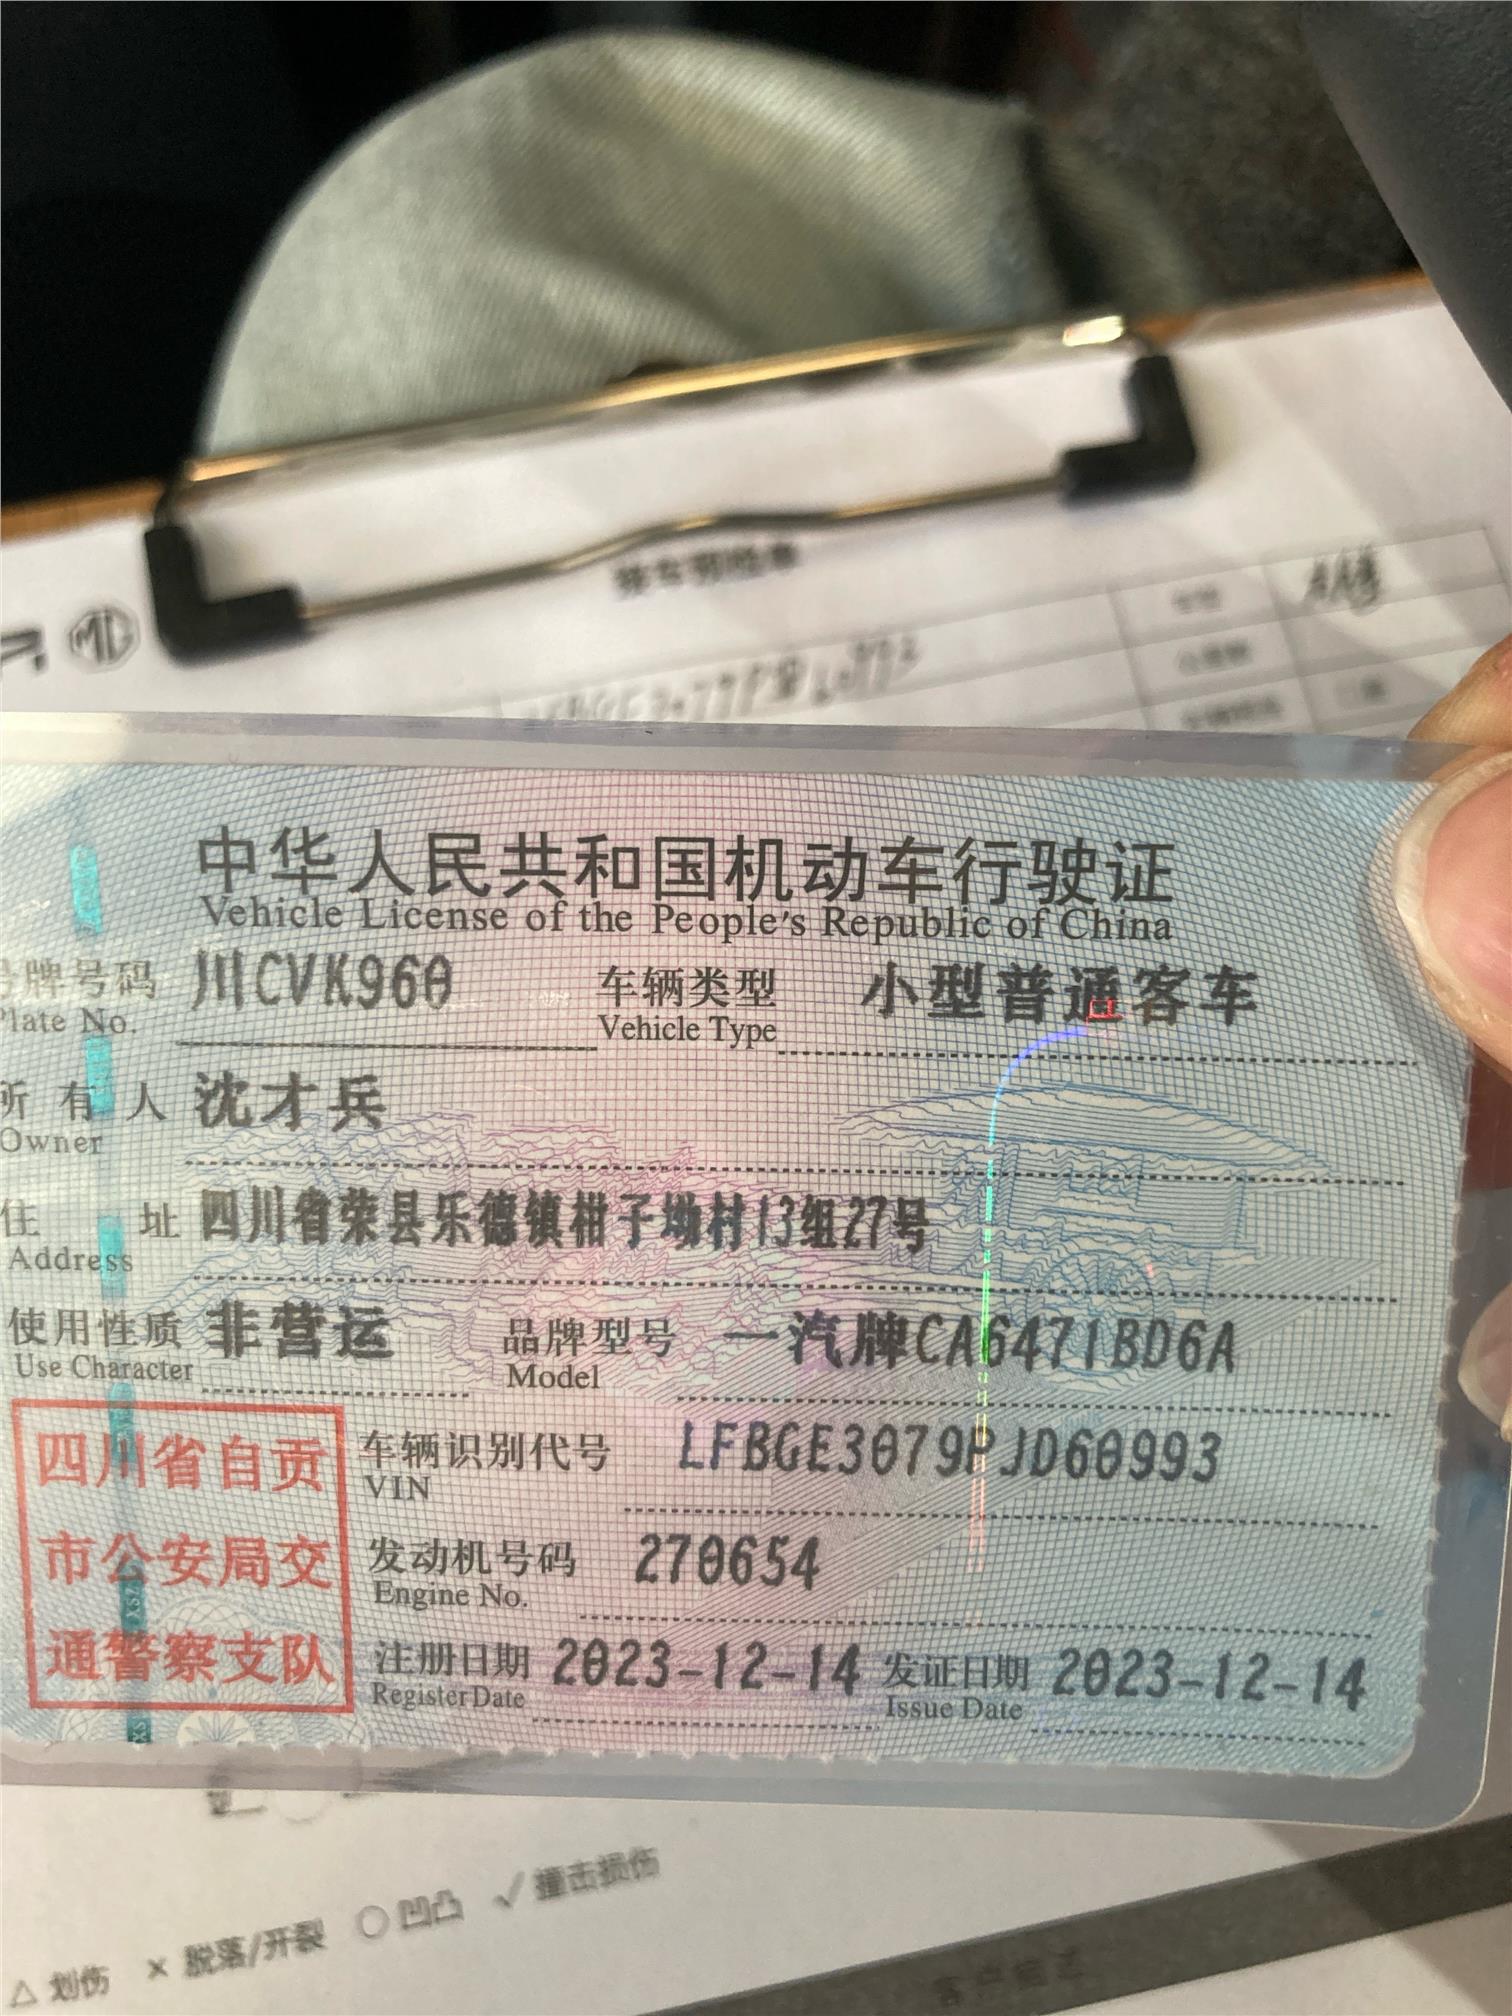 MG
接车预检单
中华人民共和国机动车行驶证
Vehicle License of the People's Republic of China
号牌号码 川CVK960 车辆类型 小型普通客车
Plate No. Vehicle Type
所有人 沈才兵
Owner
住址 四川省荣县乐德镇柑子坳村13组27号
Address
使用性质 非营运 品牌型号 一汽牌CA6471BD6A
Use Character Model
四川省自贡
市公安局交
通警察支队
车辆识别代号 LFBGE3079PJD60993
VIN
发动机号码 270654
Engine No.
注册日期 2023-12-14 发证日期 2023-12-14
Register Date Issue Date
△ 划伤 × 脱落/开裂 ○ 凹凸 ✓ 撞击损伤